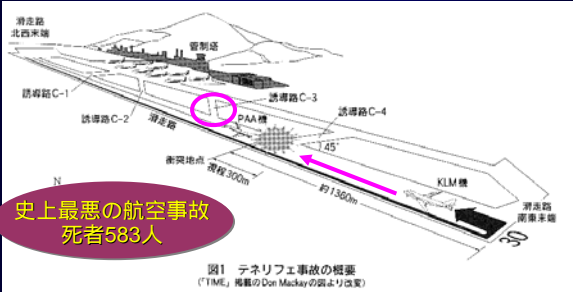 滑走路
北西末端
管制塔
誘導路C-1
誘導路C-2
滑走路
誘導路C-3
PAA機
誘導路C-4
45°
衝突地点
視程300m
約1360m
KLM機
滑走路
南東末端
30
N
史上最悪の航空事故
死者583人
図1 テネリフェ事故の概要
(「TIME」掲載のDon Mackayの図より改変)